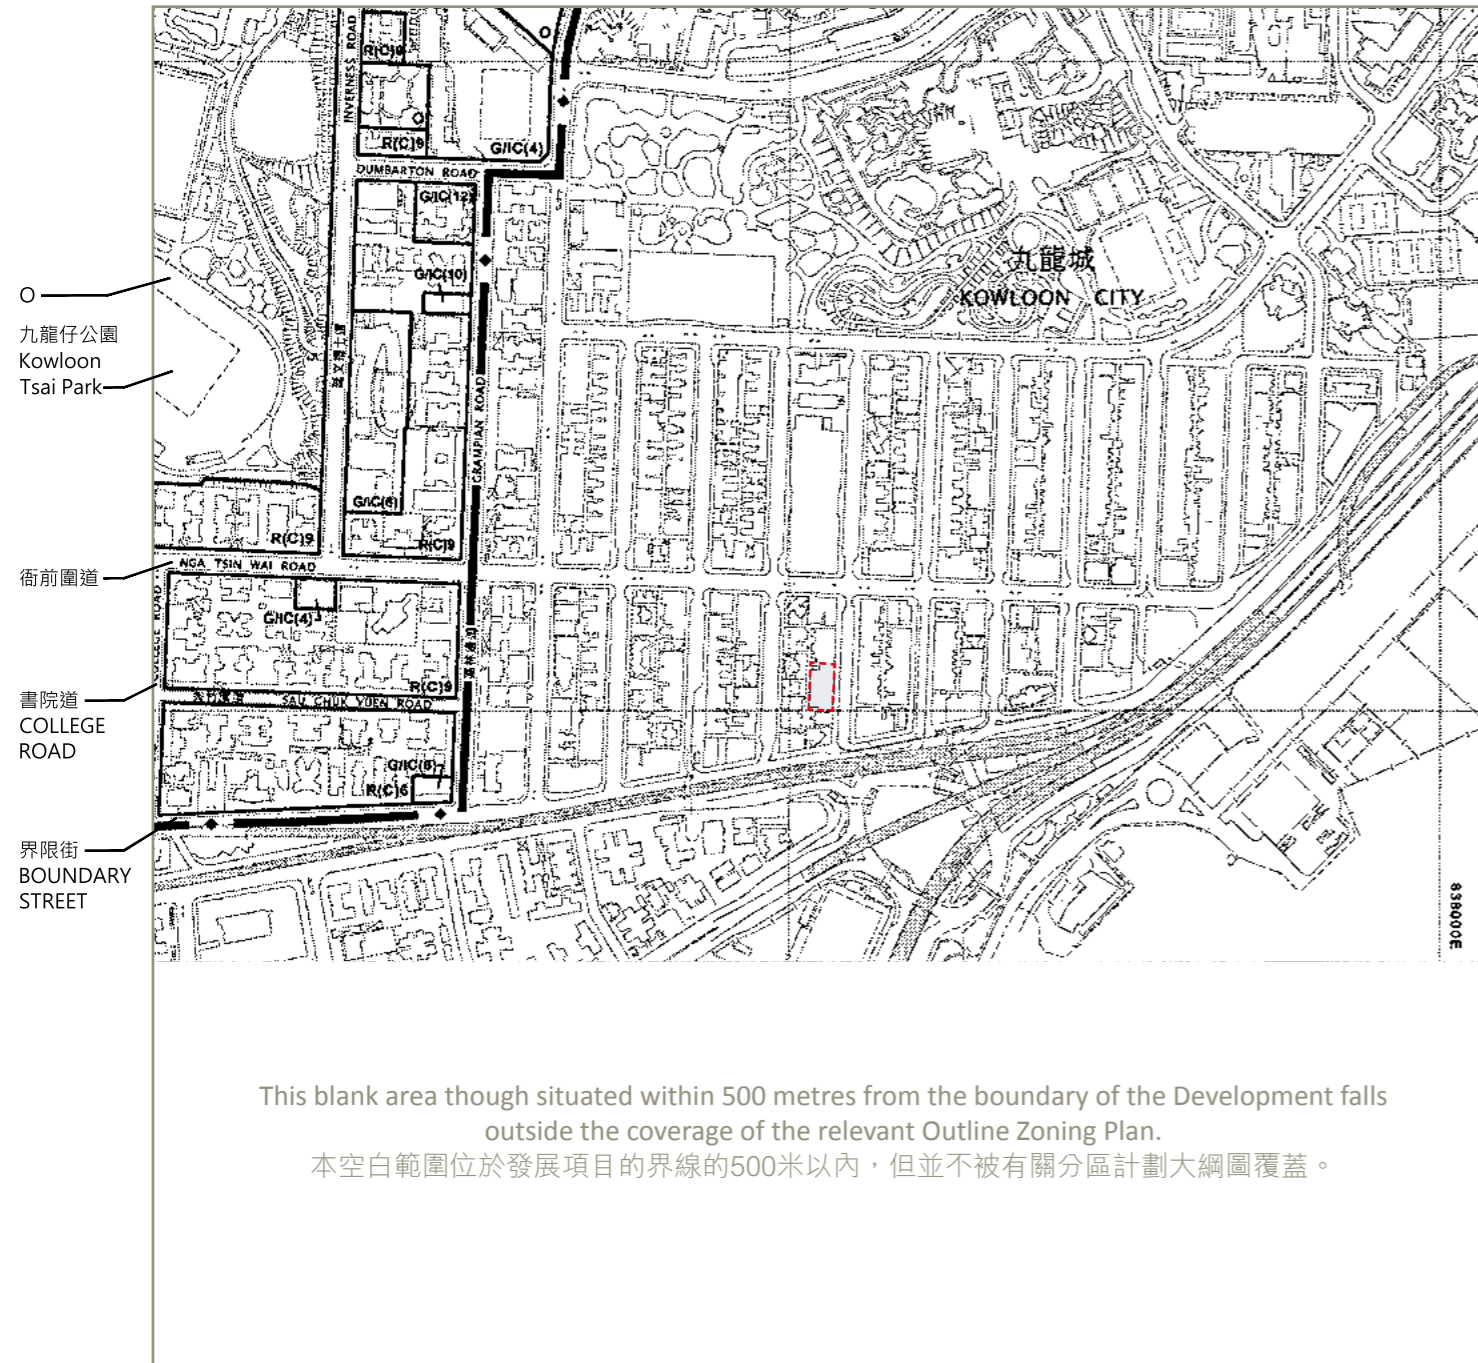 INVERNESS ROAD
R(C)9
O
O
R(C)9
G/IC(4)
DUMBARTON ROAD
G/IC(12)
G/IC(10)
九龍城
KOWLOON CITY
O
九龍仔公園
Kowloon
Tsai Park
GRAMPIAN ROAD
G/IC(6)
R(C)9
R(C)9
NGA TSIN WAI ROAD
衙前圍道
G/IC(4)
R(C)9
SAU CHUK YUEN ROAD
書院道
COLLEGE
ROAD
G/IC(6)
R(C)6
界限街
BOUNDARY
STREET
839000E
This blank area though situated within 500 metres from the boundary of the Development falls
outside the coverage of the relevant Outline Zoning Plan.
本空白範圍位於發展項目的界線的500米以內，但並不被有關分區計劃大綱圖覆蓋。